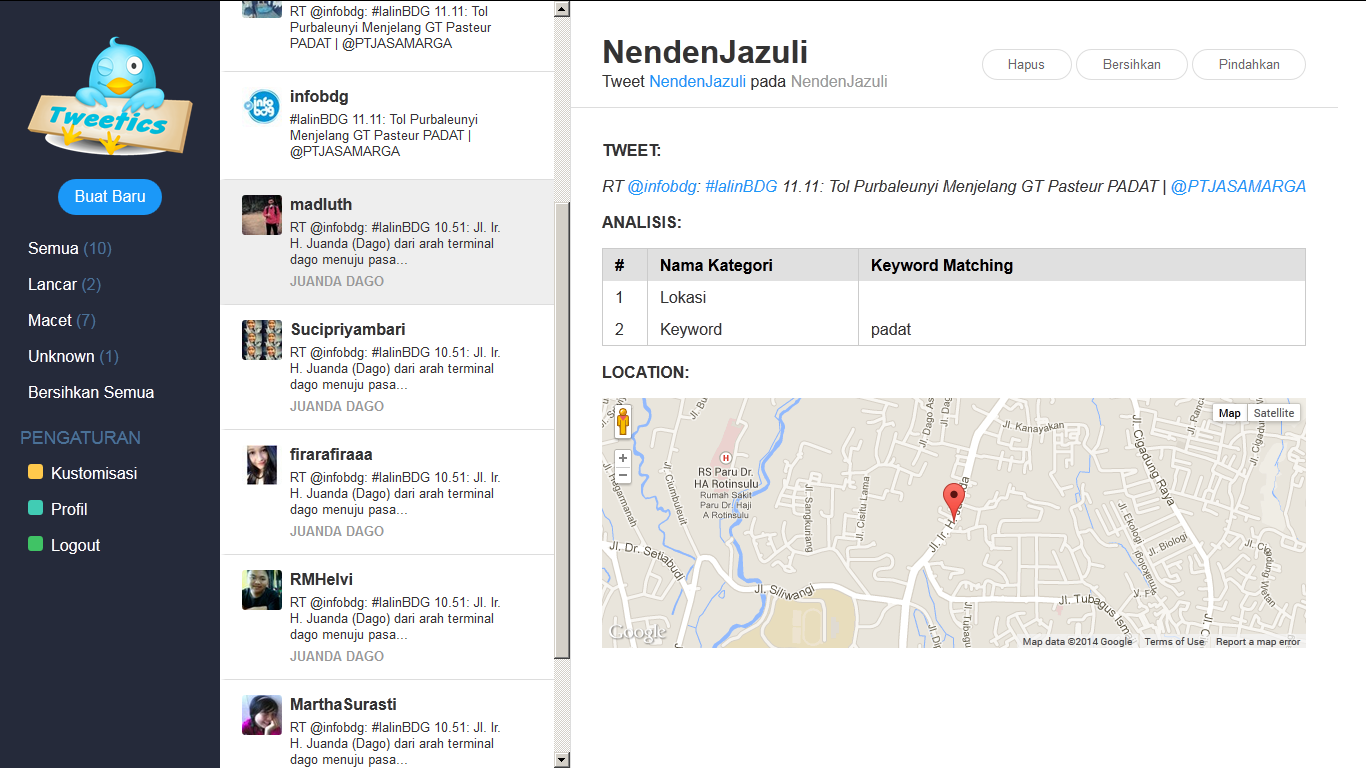 Tweetics
Buat Baru
Semua (10)
Lancar (2)
Macet (7)
Unknown (1)
Bersihkan Semua
PENGATURAN
Kustomisasi
Profil
Logout
RT @infobdg: #lalinBDG 11.11: Tol
Purbaleunyi Menjelang GT Pasteur
PADAT | @PTJASAMARGA
info
bdg
infobdg
#lalinBDG 11.11: Tol Purbaleunyi
Menjelang GT Pasteur PADAT |
@PTJASAMARGA
madluth
RT @infobdg: #lalinBDG 10.51: Jl. Ir.
H. Juanda (Dago) dari arah terminal
dago menuju pasa...
JUANDA DAGO
Sucipriyambari
RT @infobdg: #lalinBDG 10.51: Jl. Ir.
H. Juanda (Dago) dari arah terminal
dago menuju pasa...
JUANDA DAGO
firarafiraaa
RT @infobdg: #lalinBDG 10.51: Jl. Ir.
H. Juanda (Dago) dari arah terminal
dago menuju pasa...
JUANDA DAGO
RMHelvi
RT @infobdg: #lalinBDG 10.51: Jl. Ir.
H. Juanda (Dago) dari arah terminal
dago menuju pasa...
JUANDA DAGO
MarthaSurasti
RT @infobdg: #lalinBDG 10.51: Jl. Ir.
H. Juanda (Dago) dari arah terminal
dago menuju pasa...
NendenJazuli
Tweet NendenJazuli pada NendenJazuli
Hapus
Bersihkan
Pindahkan
TWEET:
RT @infobdg: #lalinBDG 11.11: Tol Purbaleunyi Menjelang GT Pasteur PADAT | @PTJASAMARGA
ANALISIS:
# Nama Kategori Keyword Matching
1 Lokasi
2 Keyword padat
LOCATION:
Map Satellite
Jl. Kanayakan
Jl. Dago
Jl. Cigadung Raya
H
RS Paru Dr.
HA Rotinsulu
Rumah Sakit
Paru Dr. Haji
A Rotinsulu
Jl. Ciumbuleuit
Jl. Sangkuriang
Jl. Cisitu Lama
Jl. Ir. H.
Jl. Ekologi
Jl. Biologi
Jl. Dr. Setiabudi
Jl. Siliwangi
Jl. Tubagus Ism
Google
Map data ©2014 Google Terms of Use Report a map error